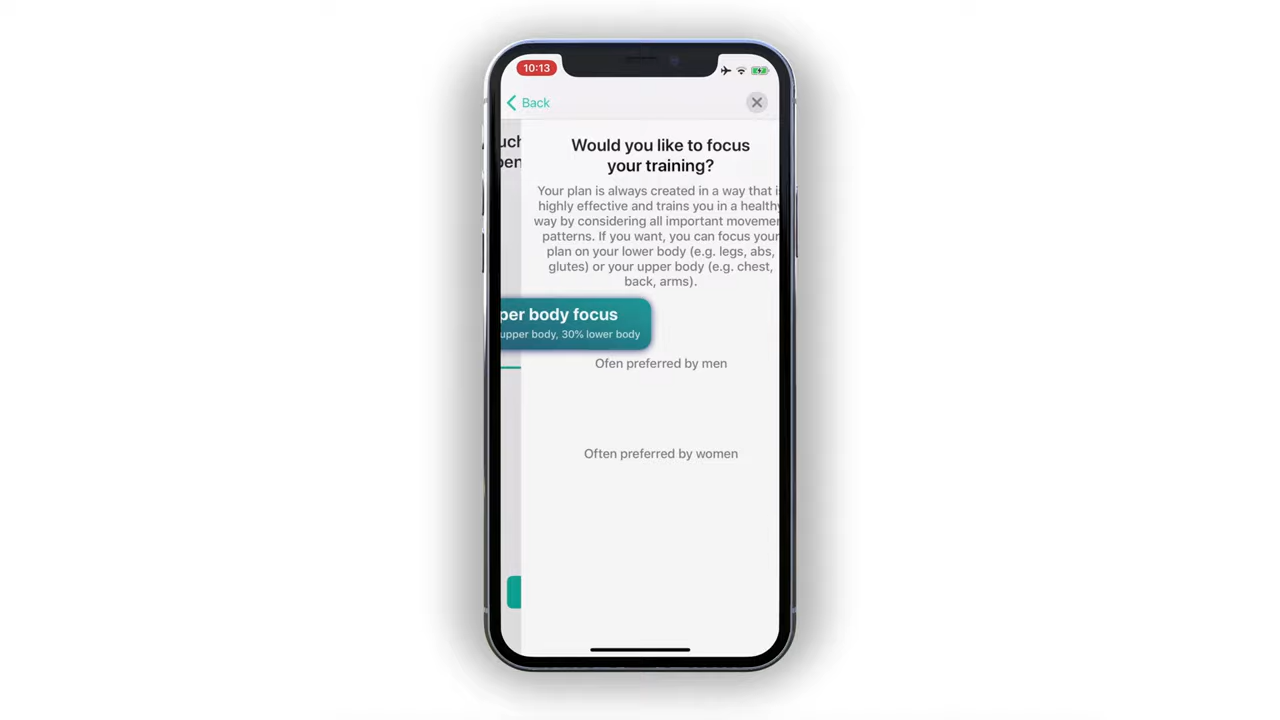 10:13
Back
uch
pen
Would you like to focus
your training?
Your plan is always created in a way that i
highly effective and trains you in a healthy
way by considering all important movemen
patterns. If you want, you can focus your
plan on your lower body (e.g. legs, abs,
glutes) or your upper body (e.g. chest,
back, arms).
per body focus
upper body, 30% lower body
Ofen preferred by men
Often preferred by women